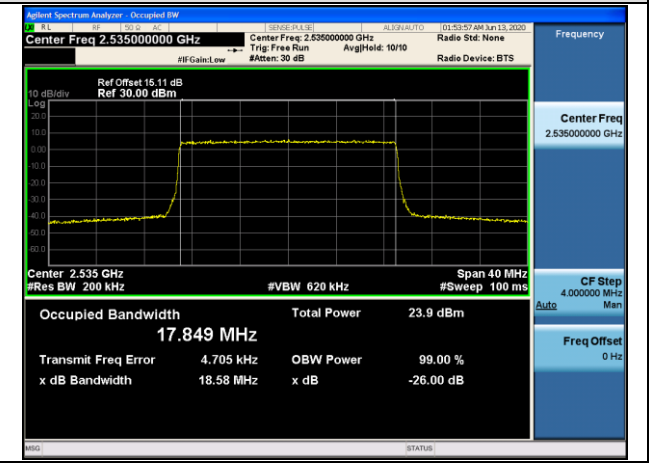 Agilent Spectrum Analyzer - Occupied BW
RL RF 50 Ω AC SENSE:PULSE ALIGNAUTO 01:53:57 AM Jun 13, 2020
Center Freq 2.535000000 GHz Center Freq: 2.535000000 GHz Radio Std: None
Trig: Free Run Avg|Hold: 10/10
#IFGain:Low #Atten: 30 dB Radio Device: BTS
Ref Offset 15.11 dB
10 dB/div Ref 30.00 dBm
Log
20.0
10.0
0.00
-10.0
-20.0
-30.0
-40.0
-50.0
-60.0
Center 2.535 GHz Span 40 MHz
#Res BW 200 kHz #VBW 620 kHz #Sweep 100 ms
Occupied Bandwidth Total Power 23.9 dBm
17.849 MHz
Transmit Freq Error 4.705 kHz OBW Power 99.00 %
x dB Bandwidth 18.58 MHz x dB -26.00 dB
MSG STATUS
Frequency
Center Freq
2.535000000 GHz
CF Step
4.000000 MHz
Auto Man
Freq Offset
0 Hz